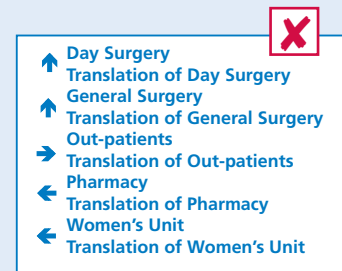 Day Surgery
Translation of Day Surgery
General Surgery
Translation of General Surgery
Out-patients
Translation of Out-patients
Pharmacy
Translation of Pharmacy
Women's Unit
Translation of Women's Unit